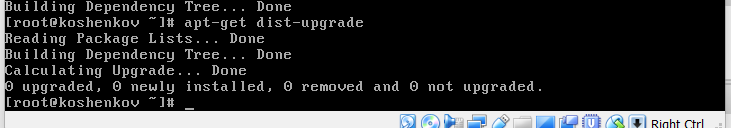 Building Dependency Tree... Done
[root@koshenkov ~]# apt-get dist-upgrade
Reading Package Lists... Done
Building Dependency Tree... Done
Calculating Upgrade... Done
0 upgraded, 0 newly installed, 0 removed and 0 not upgraded.
[root@koshenkov ~]# _
Right Ctrl